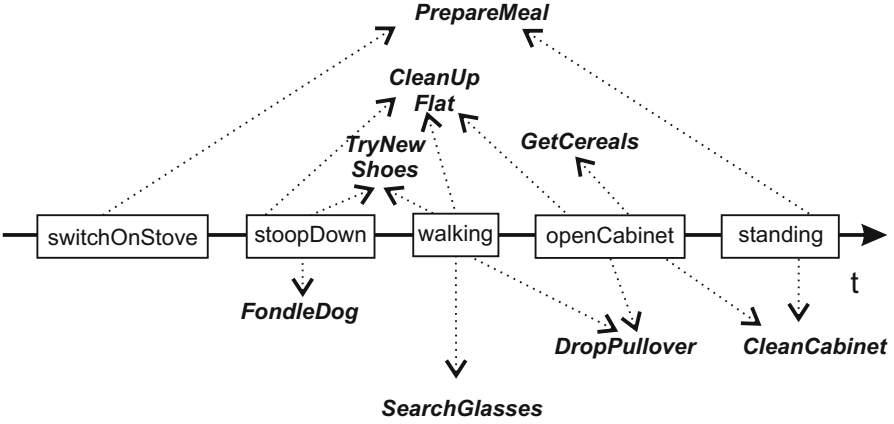 PrepareMeal
CleanUp
Flat
TryNew
Shoes
GetCereals
switchOnStove
stoopDown
walking
openCabinet
standing
t
FondleDog
DropPullover
CleanCabinet
SearchGlasses